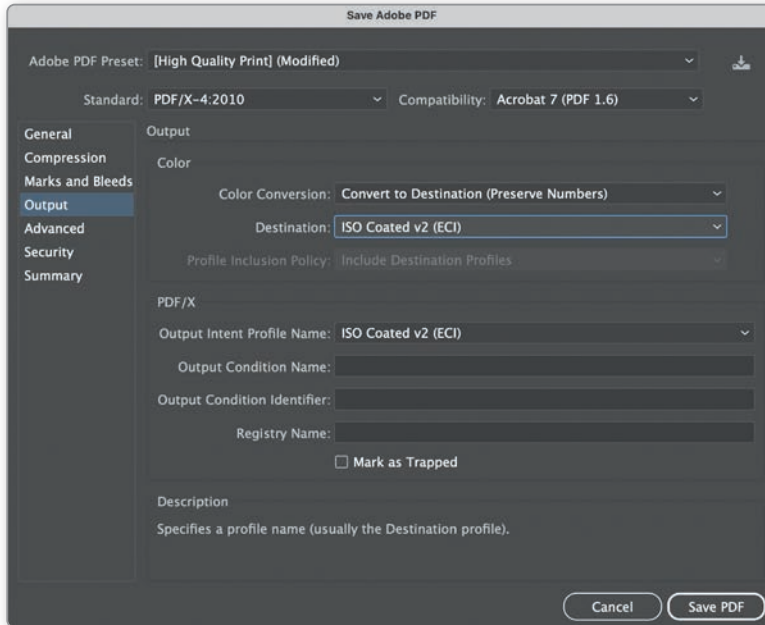 Save Adobe PDF
Adobe PDF Preset: [High Quality Print] (Modified)
Standard: PDF/X-4:2010 Compatibility: Acrobat 7 (PDF 1.6)
General
Compression
Marks and Bleeds
Output
Advanced
Security
Summary
Output
Color
Color Conversion: Convert to Destination (Preserve Numbers)
Destination: ISO Coated v2 (ECI)
Profile Inclusion Policy: Include Destination Profiles
PDF/X
Output Intent Profile Name: ISO Coated v2 (ECI)
Output Condition Name:
Output Condition Identifier:
Registry Name:
Mark as Trapped
Description
Specifies a profile name (usually the Destination profile).
Cancel Save PDF